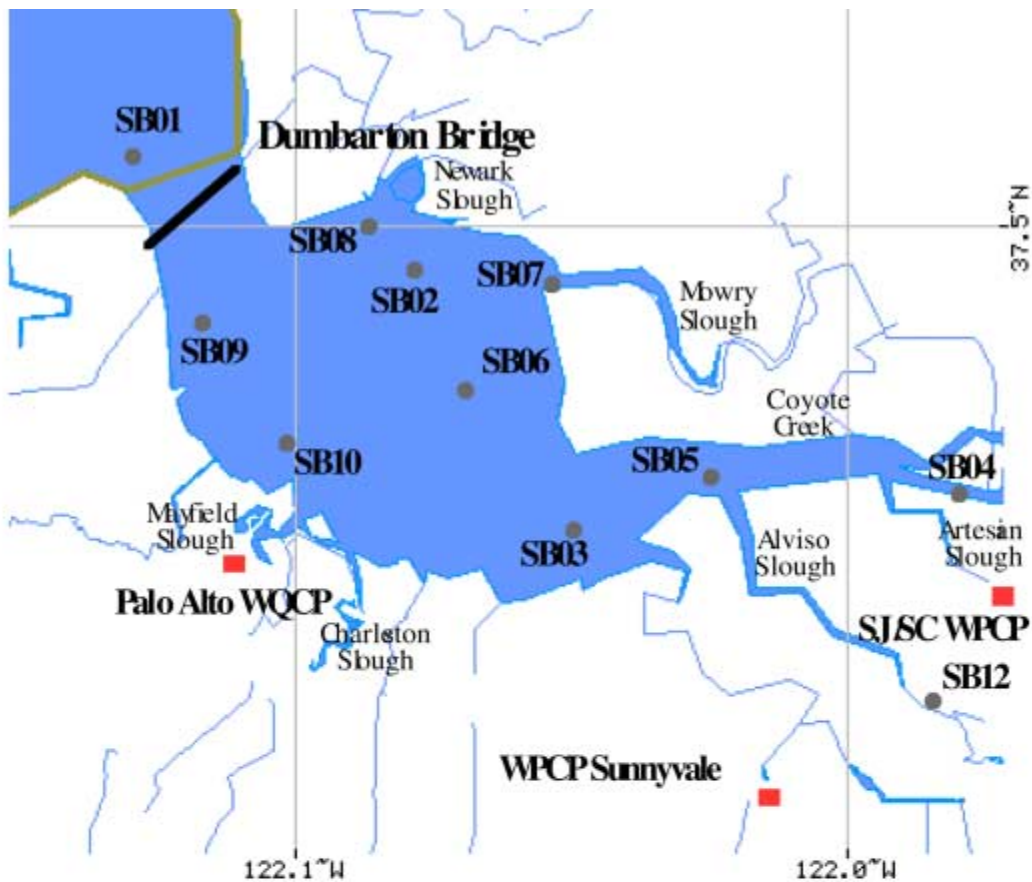 SB01
Dumbarton Bridge
Newark
Slough
SB08
37.5~N
SB02
SB07
Mowry
Slough
SB09
SB06
Coyote
Creek
SB10
SB05
SB04
Mayfield
Slough
SB03
Alviso
Slough
Artesian
Slough
Palo Alto WQCP
Charleston
Slough
SJ/SC WPCP
SB12
WPCP Sunnyvale
122.1~W
122.0~W